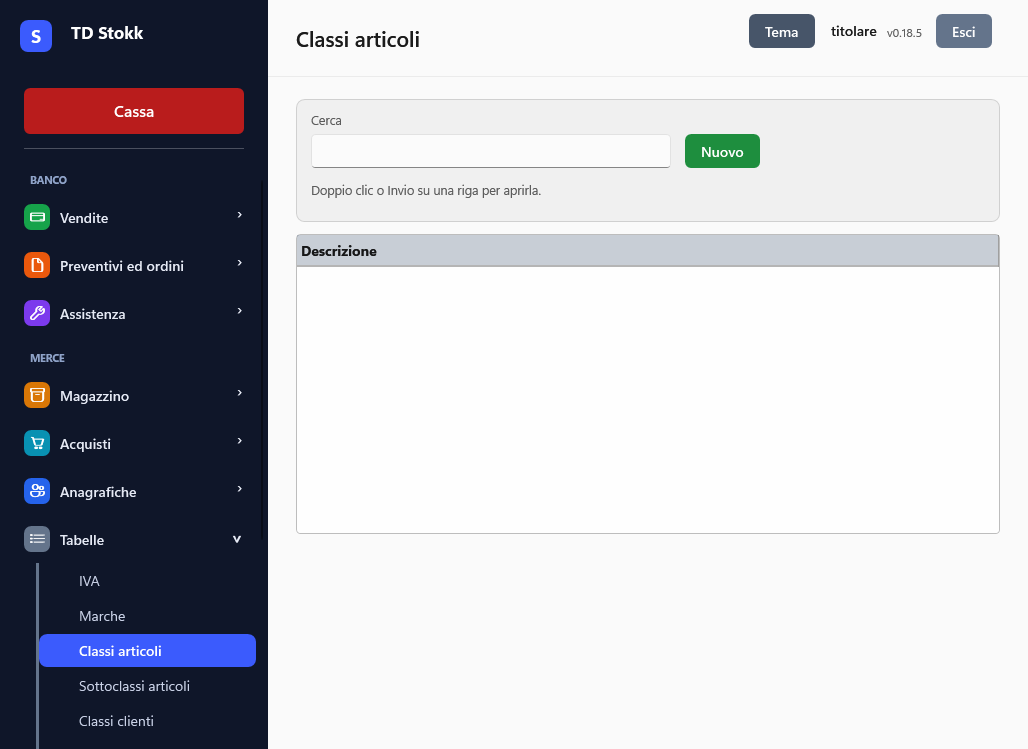 S
TD Stokk
Cassa
BANCO
Vendite
Preventivi ed ordini
Assistenza
MERCE
Magazzino
Acquisti
Anagrafiche
Tabelle
IVA
Marche
Classi articoli
Sottoclassi articoli
Classi clienti
Classi articoli
Tema
titolare
v0.18.5
Esci
Cerca
Nuovo
Doppio clic o Invio su una riga per aprirla.
Descrizione